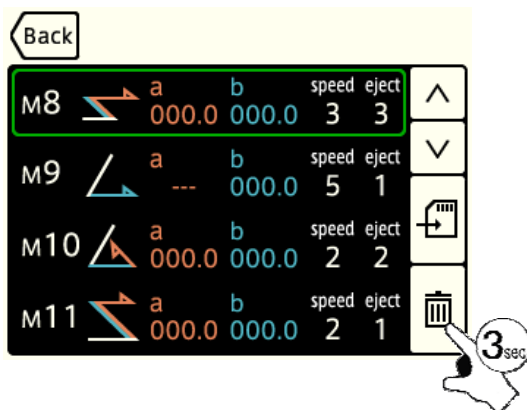 Back
M8 a 000.0 b 000.0 speed 3 eject 3
M9 a --- b 000.0 speed 5 eject 1
M10 a 000.0 b 000.0 speed 2 eject 2
M11 a 000.0 b 000.0 speed 2 eject 1
3sec